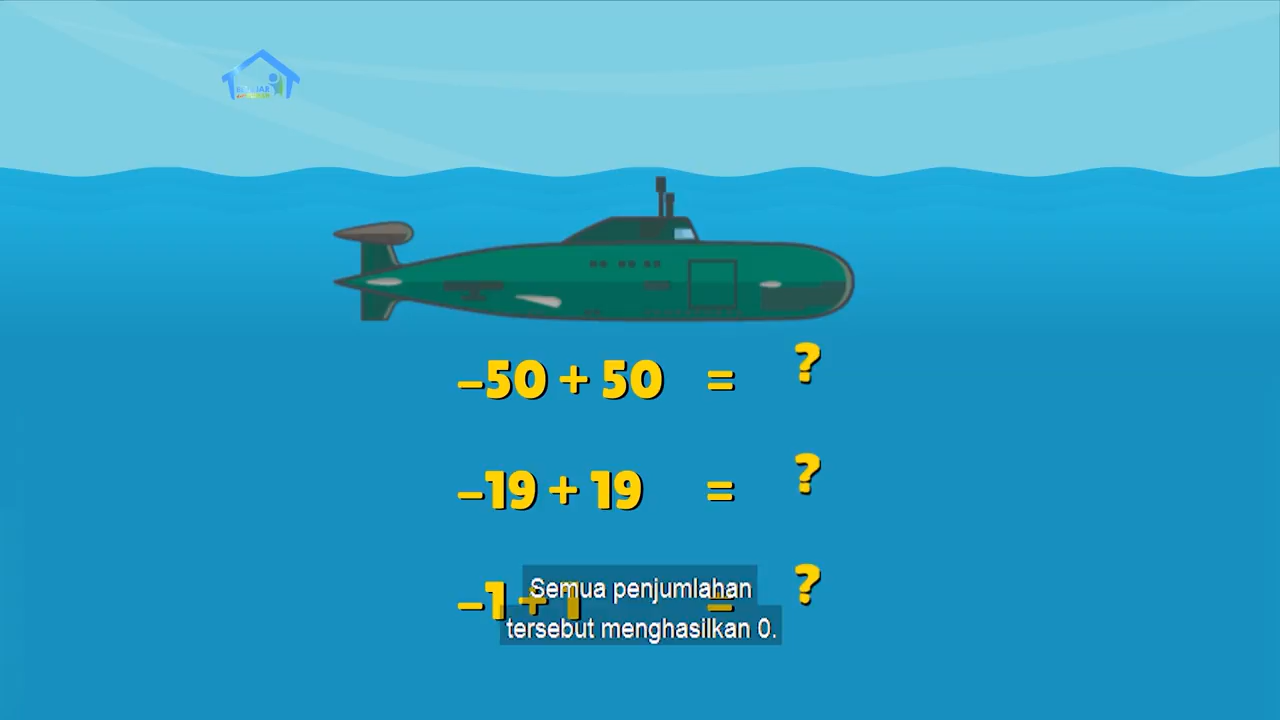 –50 + 50 = ?
–19 + 19 = ?
–1 + 1 = ?
Semua penjumlahan
tersebut menghasilkan 0.